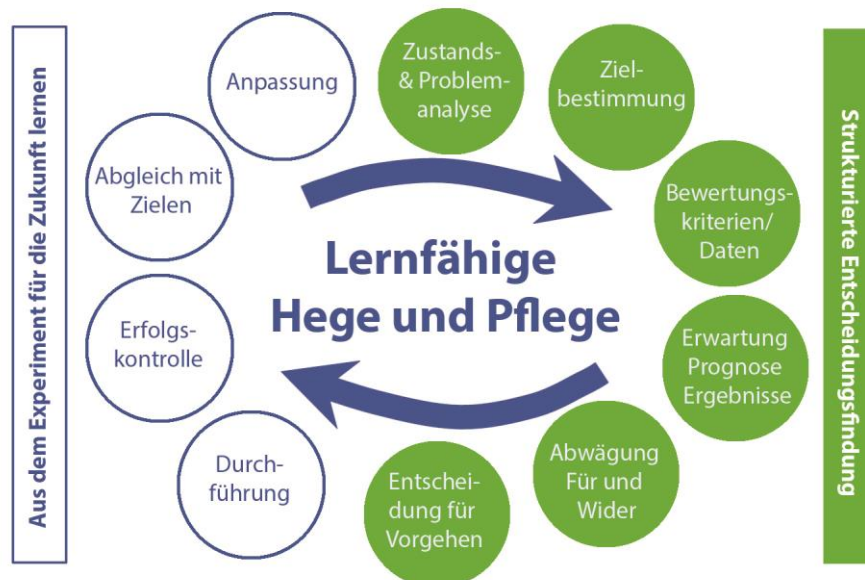 Aus dem Experiment für die Zukunft lernen
Anpassung
Zustands-
& Problem-
analyse
Ziel-
bestimmung
Bewertungs-
kriterien/
Daten
Erwartung
Prognose
Ergebnisse
Abwägung
Für und
Wider
Entschei-
dung für
Vorgehen
Durch-
führung
Erfolgs-
kontrolle
Abgleich mit
Zielen
Lernfähige
Hege und Pflege
Strukturierte Entscheidungsfindung